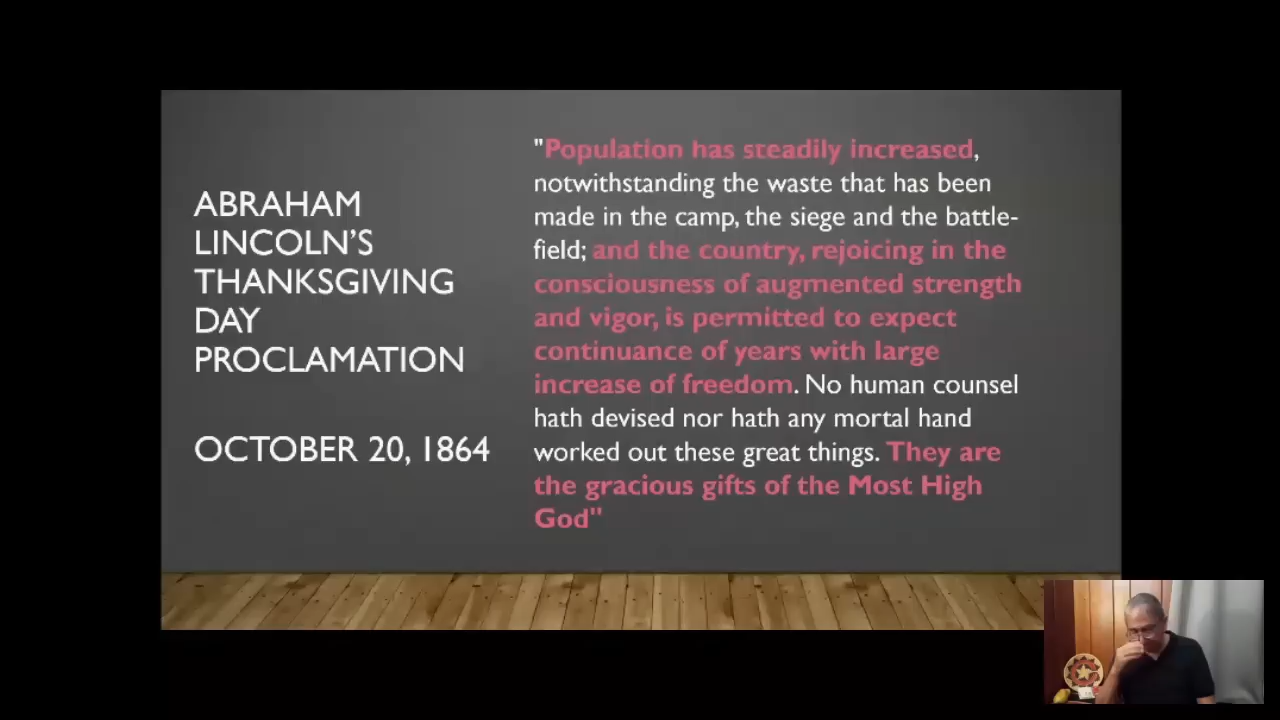 ABRAHAM
LINCOLN’S
THANKSGIVING
DAY
PROCLAMATION
OCTOBER 20, 1864
"Population has steadily increased,
notwithstanding the waste that has been
made in the camp, the siege and the battle-
field; and the country, rejoicing in the
consciousness of augmented strength
and vigor, is permitted to expect
continuance of years with large
increase of freedom. No human counsel
hath devised nor hath any mortal hand
worked out these great things. They are
the gracious gifts of the Most High
God"